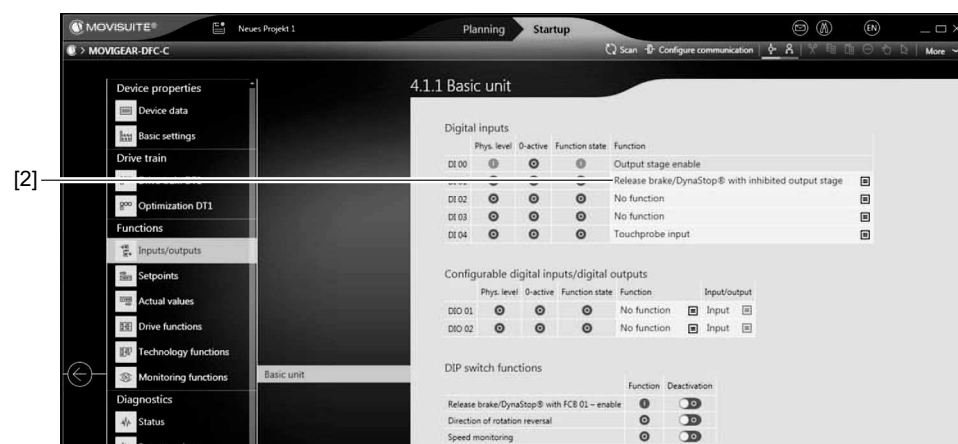 MOVISUITE® Neues Projekt 1 Planning Startup EN
> MOVIGEAR-DFC-C Scan Configure communication More
4.1.1 Basic unit
Device properties
Device data
Basic settings
Drive train
Optimization DT1
Functions
Inputs/outputs
Setpoints
Actual values
Drive functions
Technology functions
Monitoring functions
Basic unit
Diagnostics
Status
[2]
Digital inputs
Phys. level 0-active Function state Function
DI 00 Output stage enable
Release brake/DynaStop® with inhibited output stage
DI 02 No function
DI 03 No function
DI 04 Touchprobe input
Configurable digital inputs/digital outputs
Phys. level 0-active Function state Function Input/output
DIO 01 No function Input
DIO 02 No function Input
DIP switch functions
Function Deactivation
Release brake/DynaStop® with FCB 01 – enable
Direction of rotation reversal
Speed monitoring